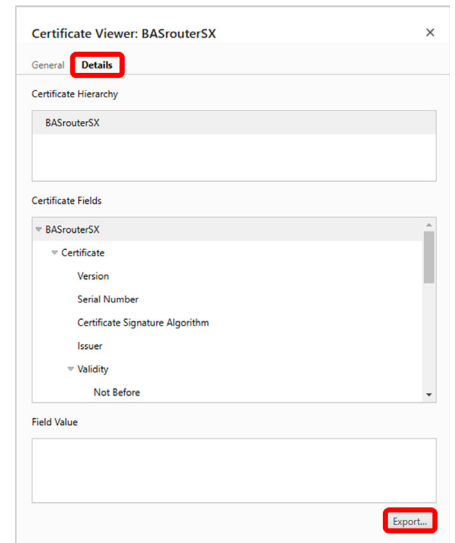 Certificate Viewer: BASrouterSX
General Details
Certificate Hierarchy
BASrouterSX
Certificate Fields
BASrouterSX
Certificate
Version
Serial Number
Certificate Signature Algorithm
Issuer
Validity
Not Before
Field Value
Export...